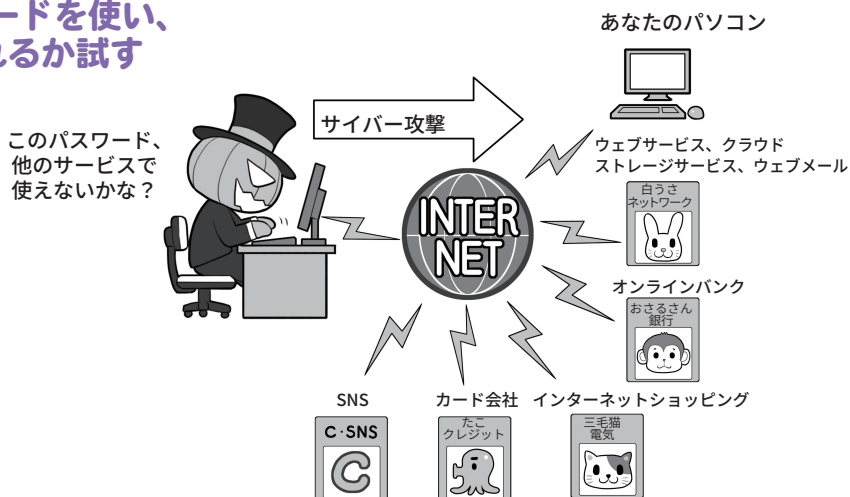 ードを使い、
れるか試す
あなたのパソコン
このパスワード、
他のサービスで
使えないかな？
サイバー攻撃
ウェブサービス、クラウド
ストレージサービス、ウェブメール
白うさ
ネットワーク
INTER
NET
オンラインバンク
おさるさん
銀行
SNS
カード会社
インターネットショッピング
C·SNS
C
たこ
クレジット
三毛猫
電気